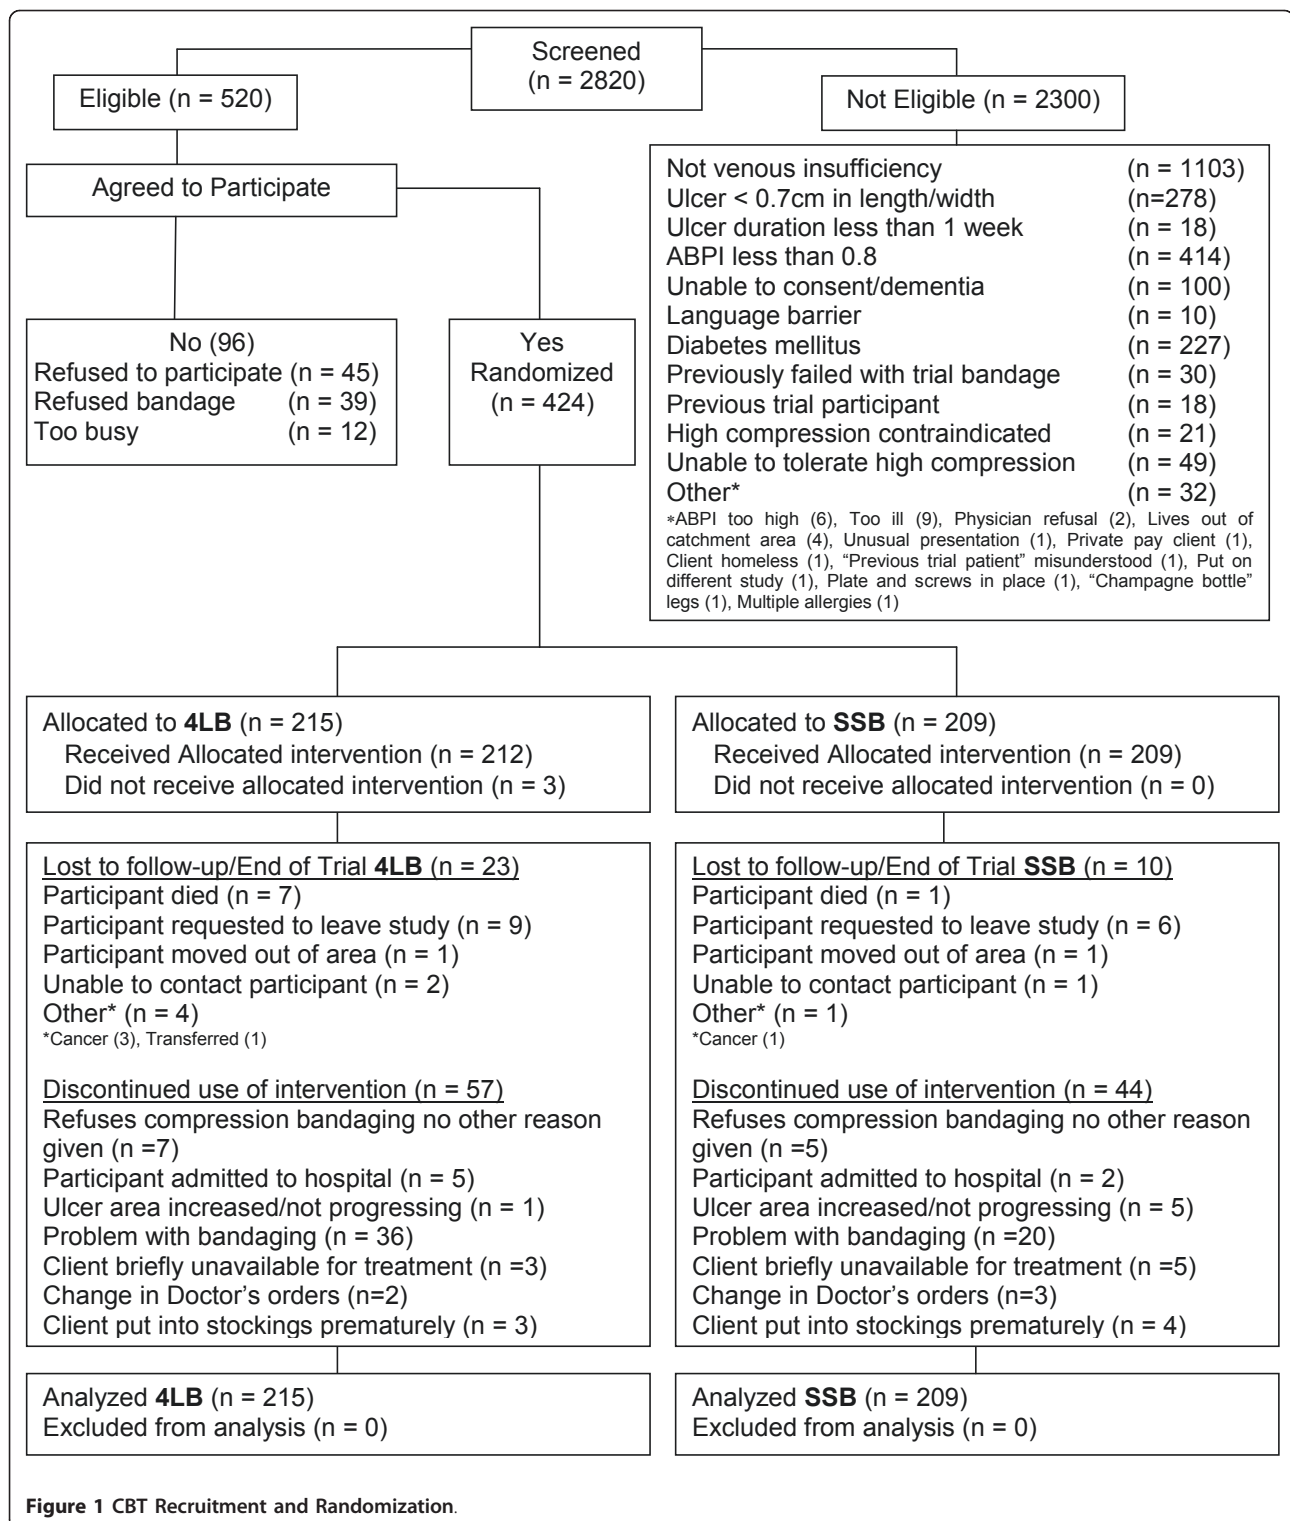 Screened
(n = 2820)
Eligible (n = 520)
Not Eligible (n = 2300)
Agreed to Participate
Not venous insufficiency (n = 1103)
Ulcer < 0.7cm in length/width (n=278)
Ulcer duration less than 1 week (n = 18)
ABPI less than 0.8 (n = 414)
Unable to consent/dementia (n = 100)
Language barrier (n = 10)
Diabetes mellitus (n = 227)
Previously failed with trial bandage (n = 30)
Previous trial participant (n = 18)
High compression contraindicated (n = 21)
Unable to tolerate high compression (n = 49)
Other* (n = 32)
*ABPI too high (6), Too ill (9), Physician refusal (2), Lives out of
catchment area (4), Unusual presentation (1), Private pay client (1),
Client homeless (1), “Previous trial patient” misunderstood (1), Put on
different study (1), Plate and screws in place (1), “Champagne bottle”
legs (1), Multiple allergies (1)
No (96)
Refused to participate (n = 45)
Refused bandage (n = 39)
Too busy (n = 12)
Yes
Randomized
(n = 424)
Allocated to 4LB (n = 215)
Received Allocated intervention (n = 212)
Did not receive allocated intervention (n = 3)
Allocated to SSB (n = 209)
Received Allocated intervention (n = 209)
Did not receive allocated intervention (n = 0)
Lost to follow-up/End of Trial 4LB (n = 23)
Participant died (n = 7)
Participant requested to leave study (n = 9)
Participant moved out of area (n = 1)
Unable to contact participant (n = 2)
Other* (n = 4)
*Cancer (3), Transferred (1)
Discontinued use of intervention (n = 57)
Refuses compression bandaging no other reason
given (n =7)
Participant admitted to hospital (n = 5)
Ulcer area increased/not progressing (n = 1)
Problem with bandaging (n = 36)
Client briefly unavailable for treatment (n =3)
Change in Doctor’s orders (n=2)
Client put into stockings prematurely (n = 3)
Lost to follow-up/End of Trial SSB (n = 10)
Participant died (n = 1)
Participant requested to leave study (n = 6)
Participant moved out of area (n = 1)
Unable to contact participant (n = 1)
Other* (n = 1)
*Cancer (1)
Discontinued use of intervention (n = 44)
Refuses compression bandaging no other reason
given (n =5)
Participant admitted to hospital (n = 2)
Ulcer area increased/not progressing (n = 5)
Problem with bandaging (n =20)
Client briefly unavailable for treatment (n =5)
Change in Doctor’s orders (n=3)
Client put into stockings prematurely (n = 4)
Analyzed 4LB (n = 215)
Excluded from analysis (n = 0)
Analyzed SSB (n = 209)
Excluded from analysis (n = 0)
Figure 1 CBT Recruitment and Randomization.